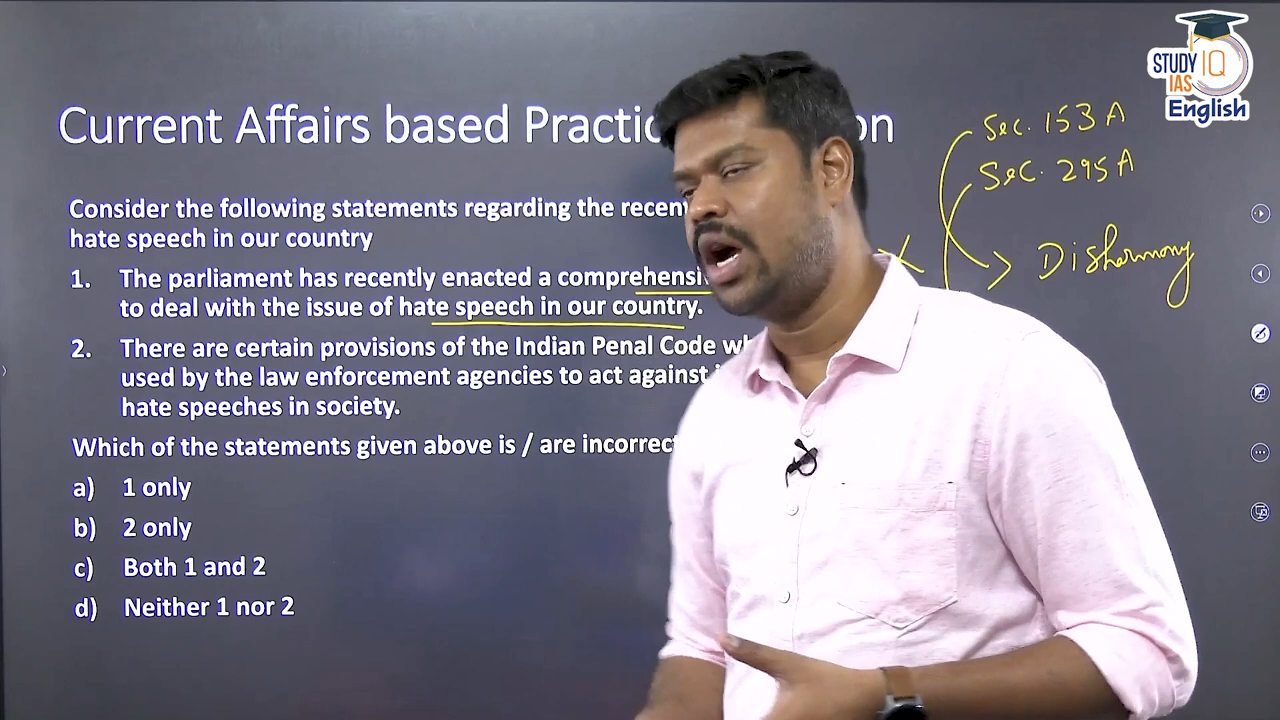 Current Affairs based Practic on
Consider the following statements regarding the recen
hate speech in our country
1. The parliament has recently enacted a comprehensi
to deal with the issue of hate speech in our country.
2. There are certain provisions of the Indian Penal Code wh
used by the law enforcement agencies to act against i
hate speeches in society.
Which of the statements given above is / are incorrect
a) 1 only
b) 2 only
c) Both 1 and 2
d) Neither 1 nor 2
Sec. 153 A
Sec. 295 A
Disharmony
STUDY IQ
IAS
English